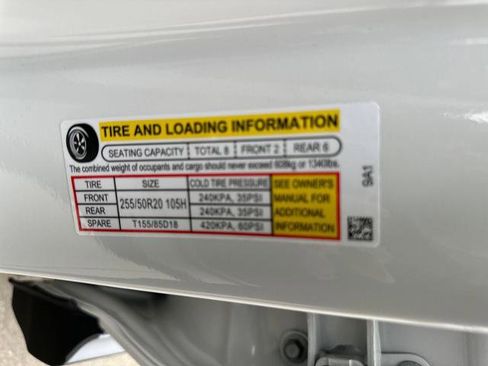 TIRE AND LOADING INFORMATION
SEATING CAPACITY TOTAL 8 FRONT 2 REAR 6
The combined weight of occupants and cargo should never exceed 608kg or 1340lbs.
TIRE SIZE COLD TIRE PRESSURE SEE OWNER'S MANUAL FOR ADDITIONAL INFORMATION
FRONT 255/50R20 105H 240KPA, 35PSI
REAR 240KPA, 35PSI
SPARE T155/85D18 420KPA, 60PSI
9A1